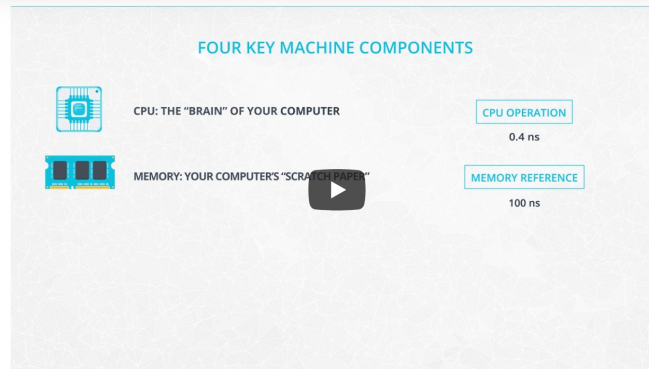 FOUR KEY MACHINE COMPONENTS
CPU: THE “BRAIN” OF YOUR COMPUTER
CPU OPERATION
0.4 ns
MEMORY: YOUR COMPUTER’S “SCRATCH PAPER”
MEMORY REFERENCE
100 ns